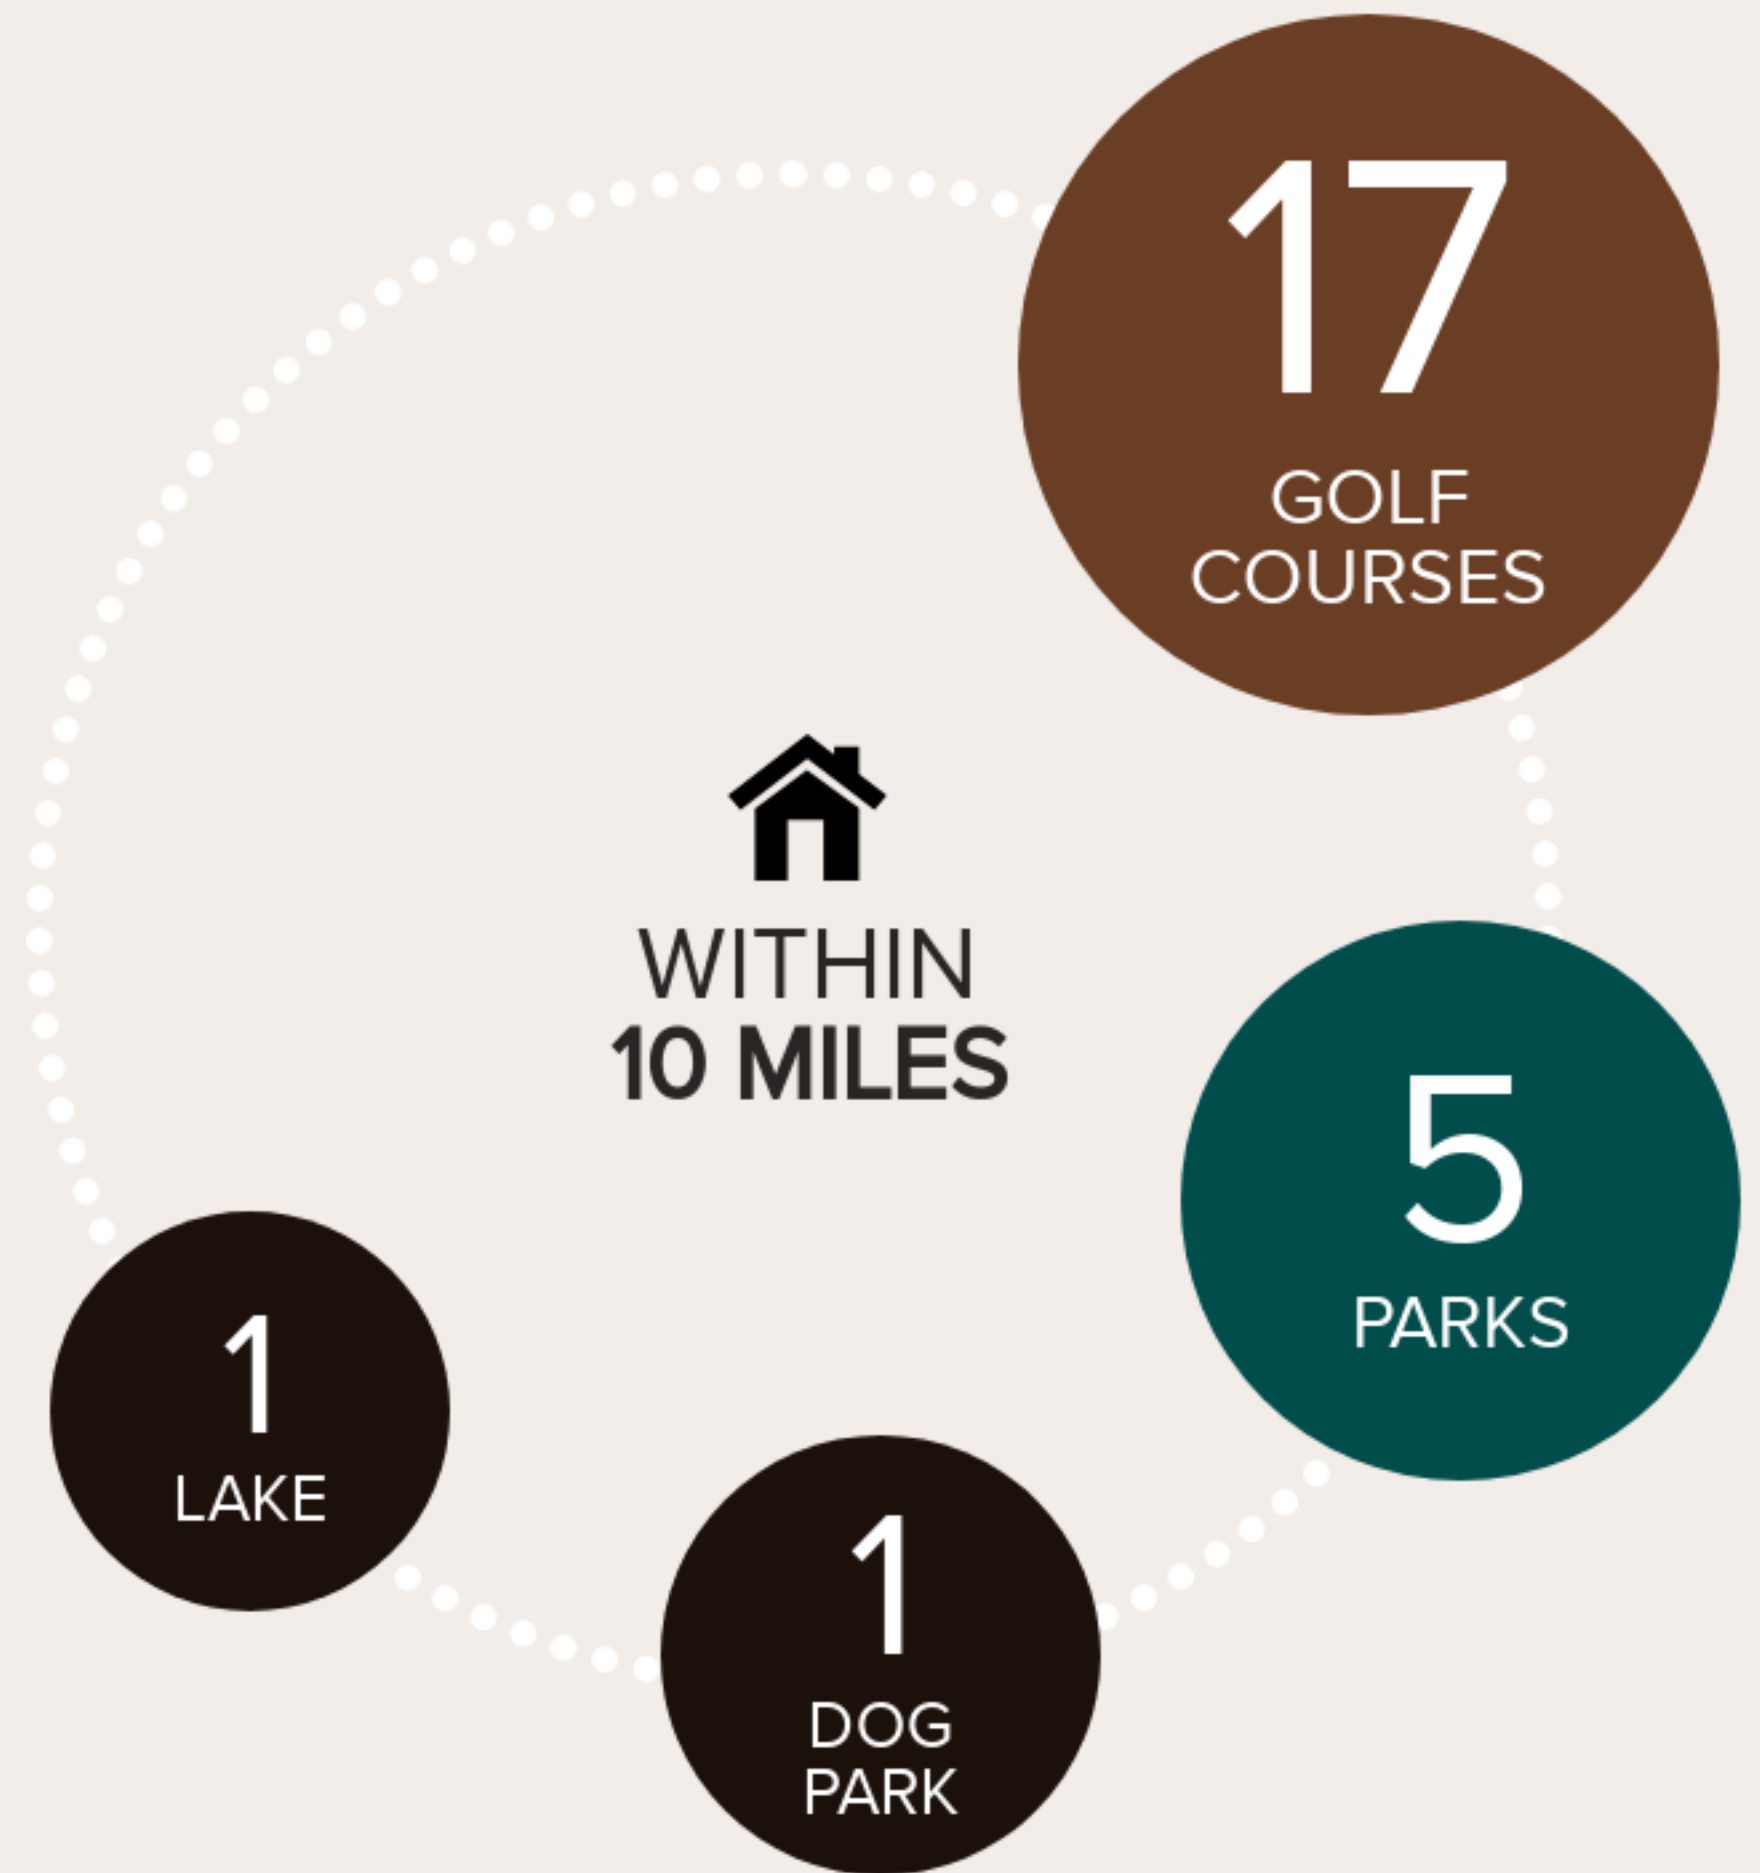 17
GOLF
COURSES
WITHIN
10 MILES
5
PARKS
1
LAKE
1
DOG
PARK